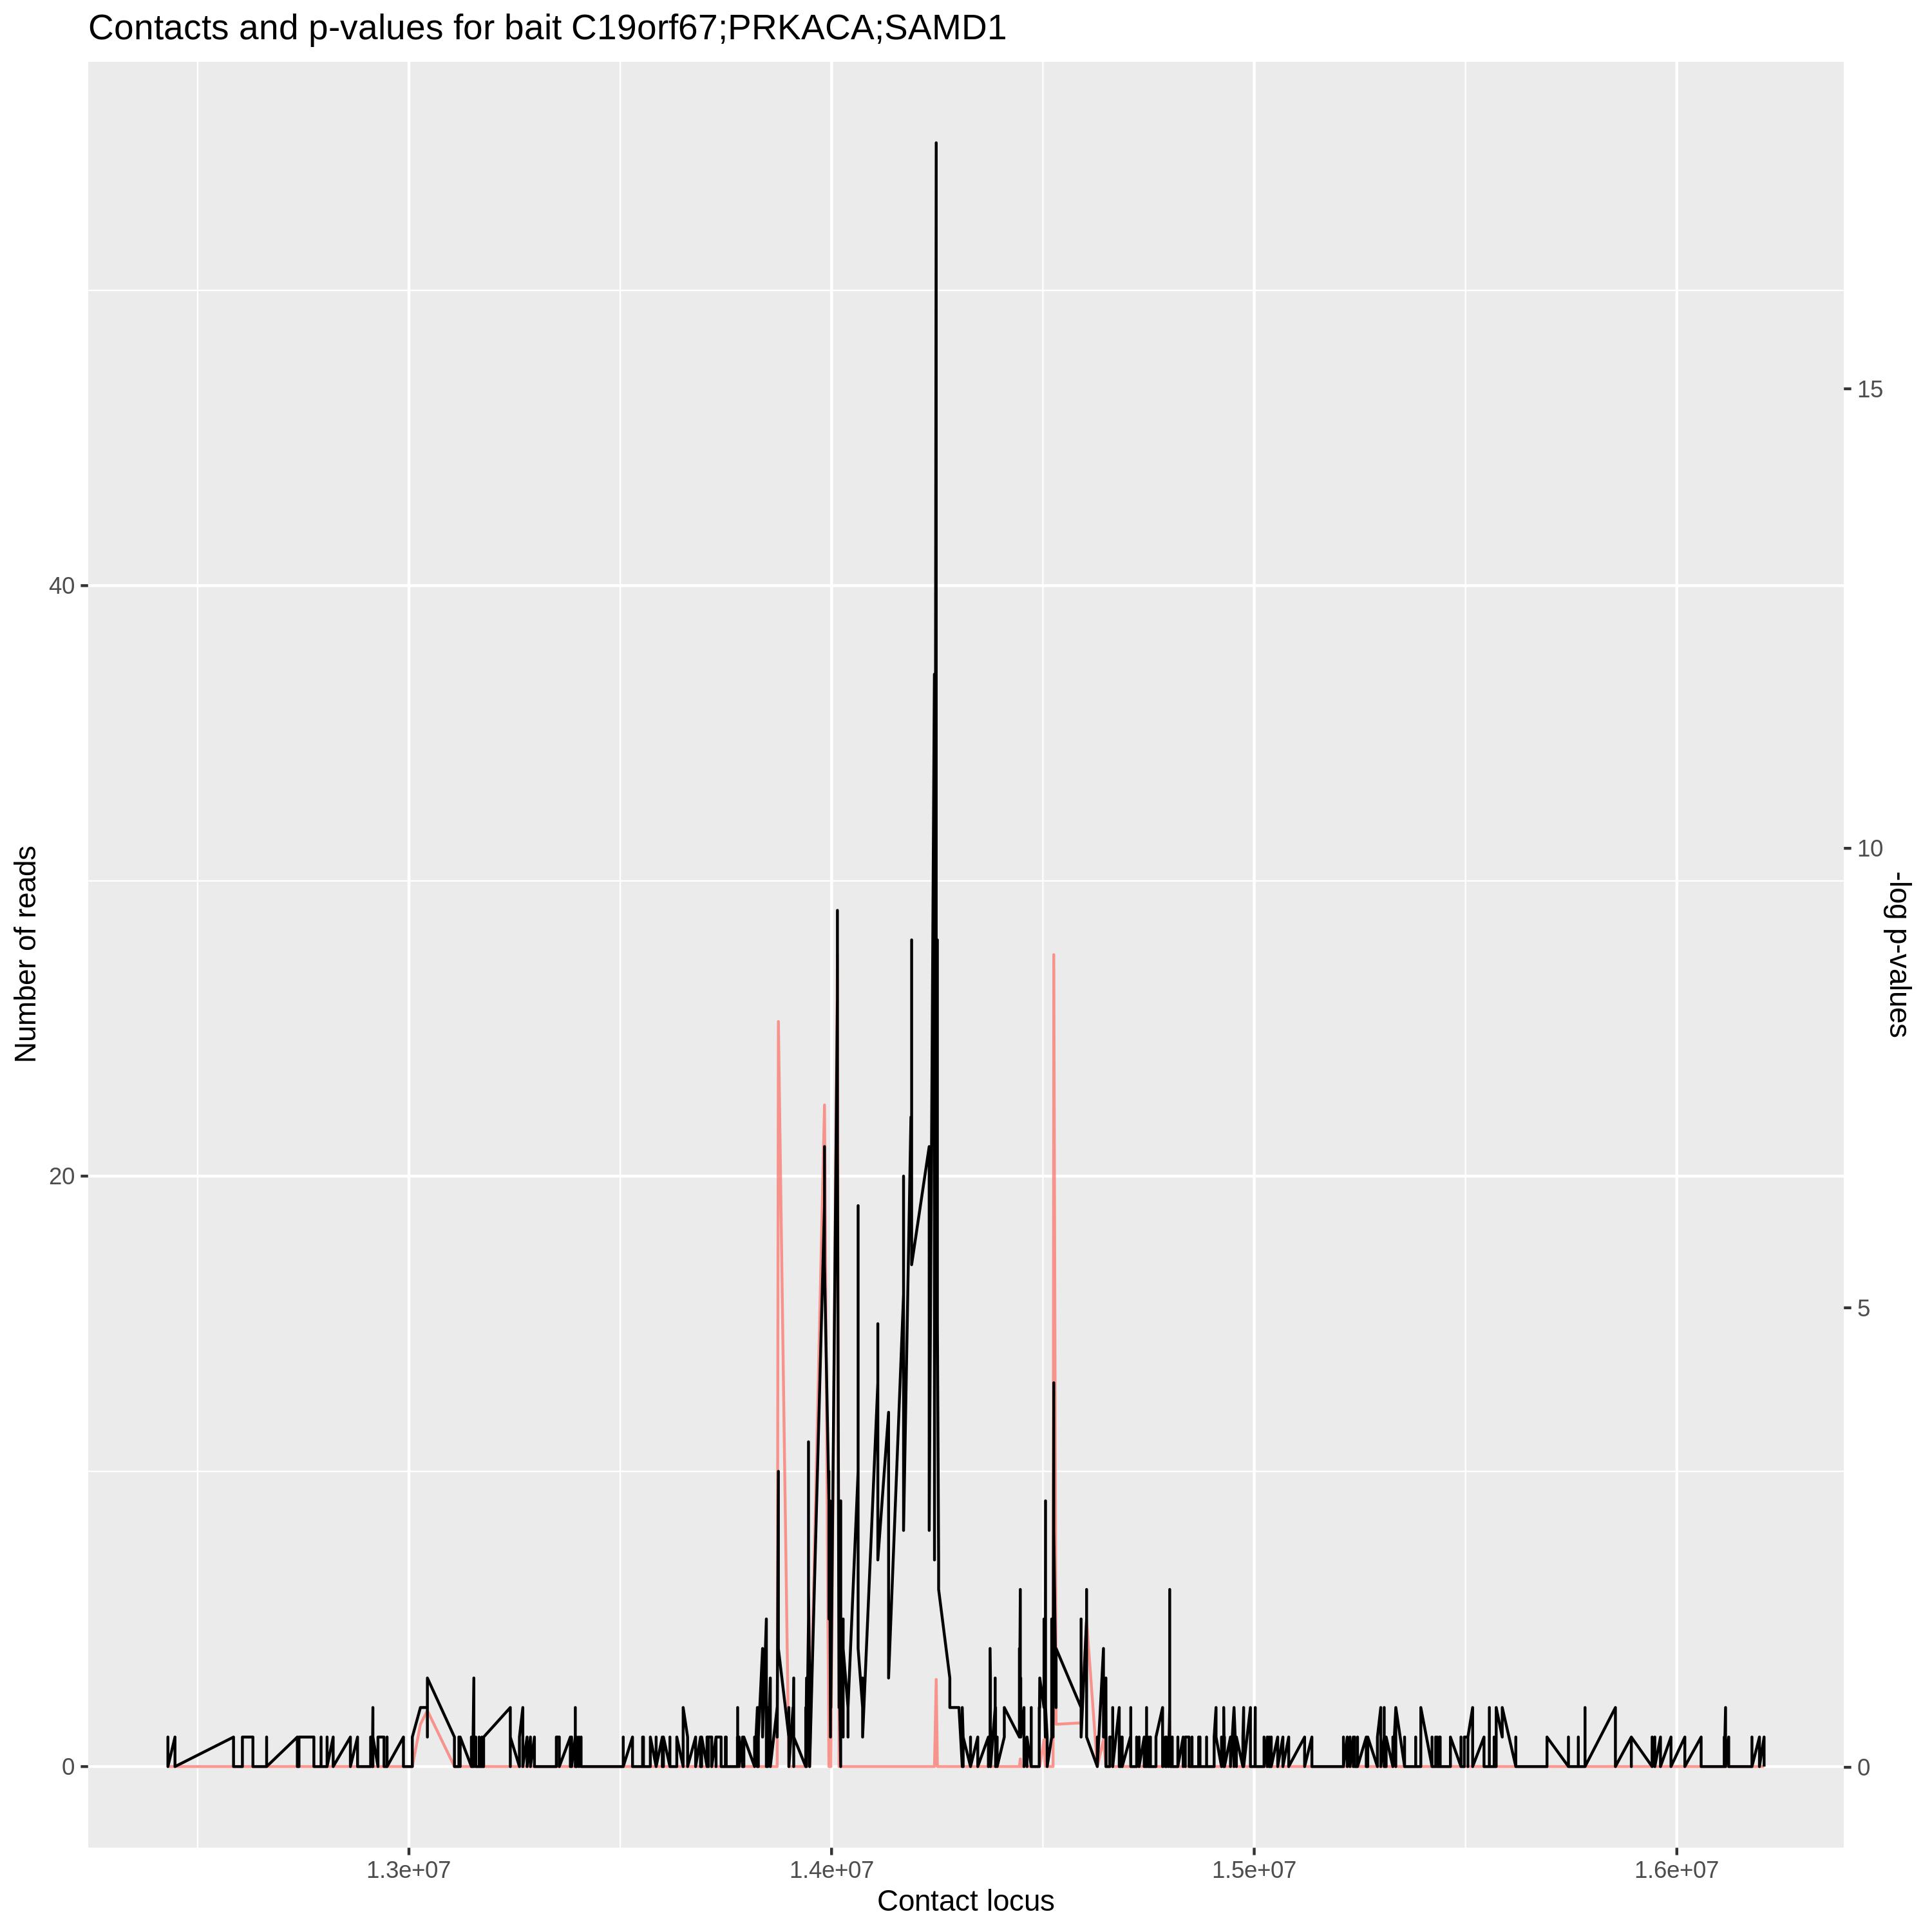 Contacts and p-values for bait C19orf67;PRKACA;SAMD1
Number of reads
40
20
0
15
10
5
0
-log p-values
1.3e+07
1.4e+07
1.5e+07
1.6e+07
Contact locus